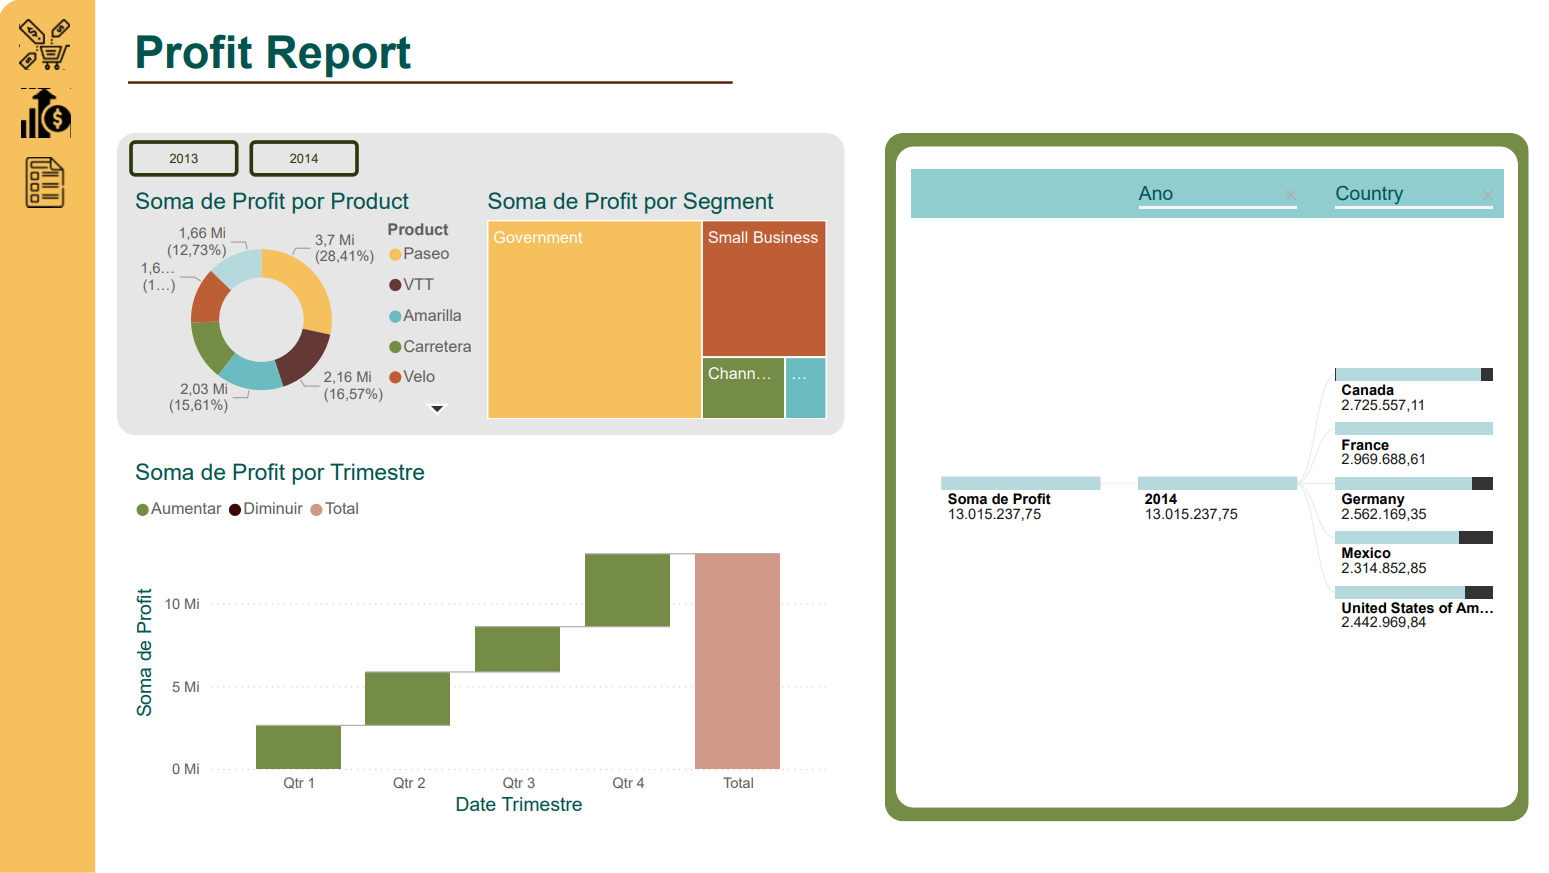 Profit Report
2013
2014
Soma de Profit por Product
1,66 Mi
(12,73%)
3,7 Mi
(28,41%)
1,6...
(1...)
2,03 Mi
(15,61%)
2,16 Mi
(16,57%)
Product
Paseo
VTT
Amarilla
Carretera
Velo
Soma de Profit por Segment
Government
Small Business
Chann...
...
Soma de Profit por Trimestre
Aumentar Diminuir Total
Soma de Profit
10 Mi
5 Mi
0 Mi
Qtr 1 Qtr 2 Qtr 3 Qtr 4 Total
Date Trimestre
Ano
Country
Soma de Profit
13.015.237,75
2014
13.015.237,75
Canada
2.725.557,11
France
2.969.688,61
Germany
2.562.169,35
Mexico
2.314.852,85
United States of Am...
2.442.969,84